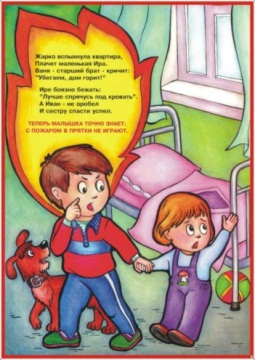 Жарко вспыхнула квартира,
Плачет маленькая Ира.
Ваня - старший брат - кричит:
"Убегаем, дом горит!"
Ире боязно бежать:
"Лучше спрячусь под кровать".
А Иван - не оробел
И сестру спасти успел.
ТЕПЕРЬ МАЛЫШКА ТОЧНО ЗНАЕТ:
С ПОЖАРОМ В ПРЯТКИ НЕ ИГРАЮТ.